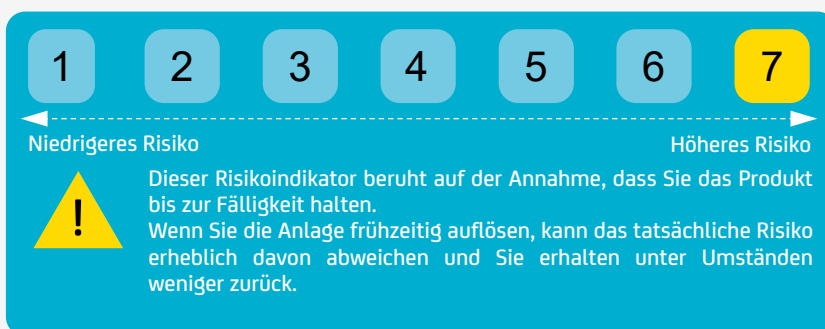 1 2 3 4 5 6 7
Niedrigeres Risiko Höheres Risiko
! Dieser Risikoindikator beruht auf der Annahme, dass Sie das Produkt
bis zur Fälligkeit halten.
Wenn Sie die Anlage frühzeitig auflösen, kann das tatsächliche Risiko
erheblich davon abweichen und Sie erhalten unter Umständen
weniger zurück.